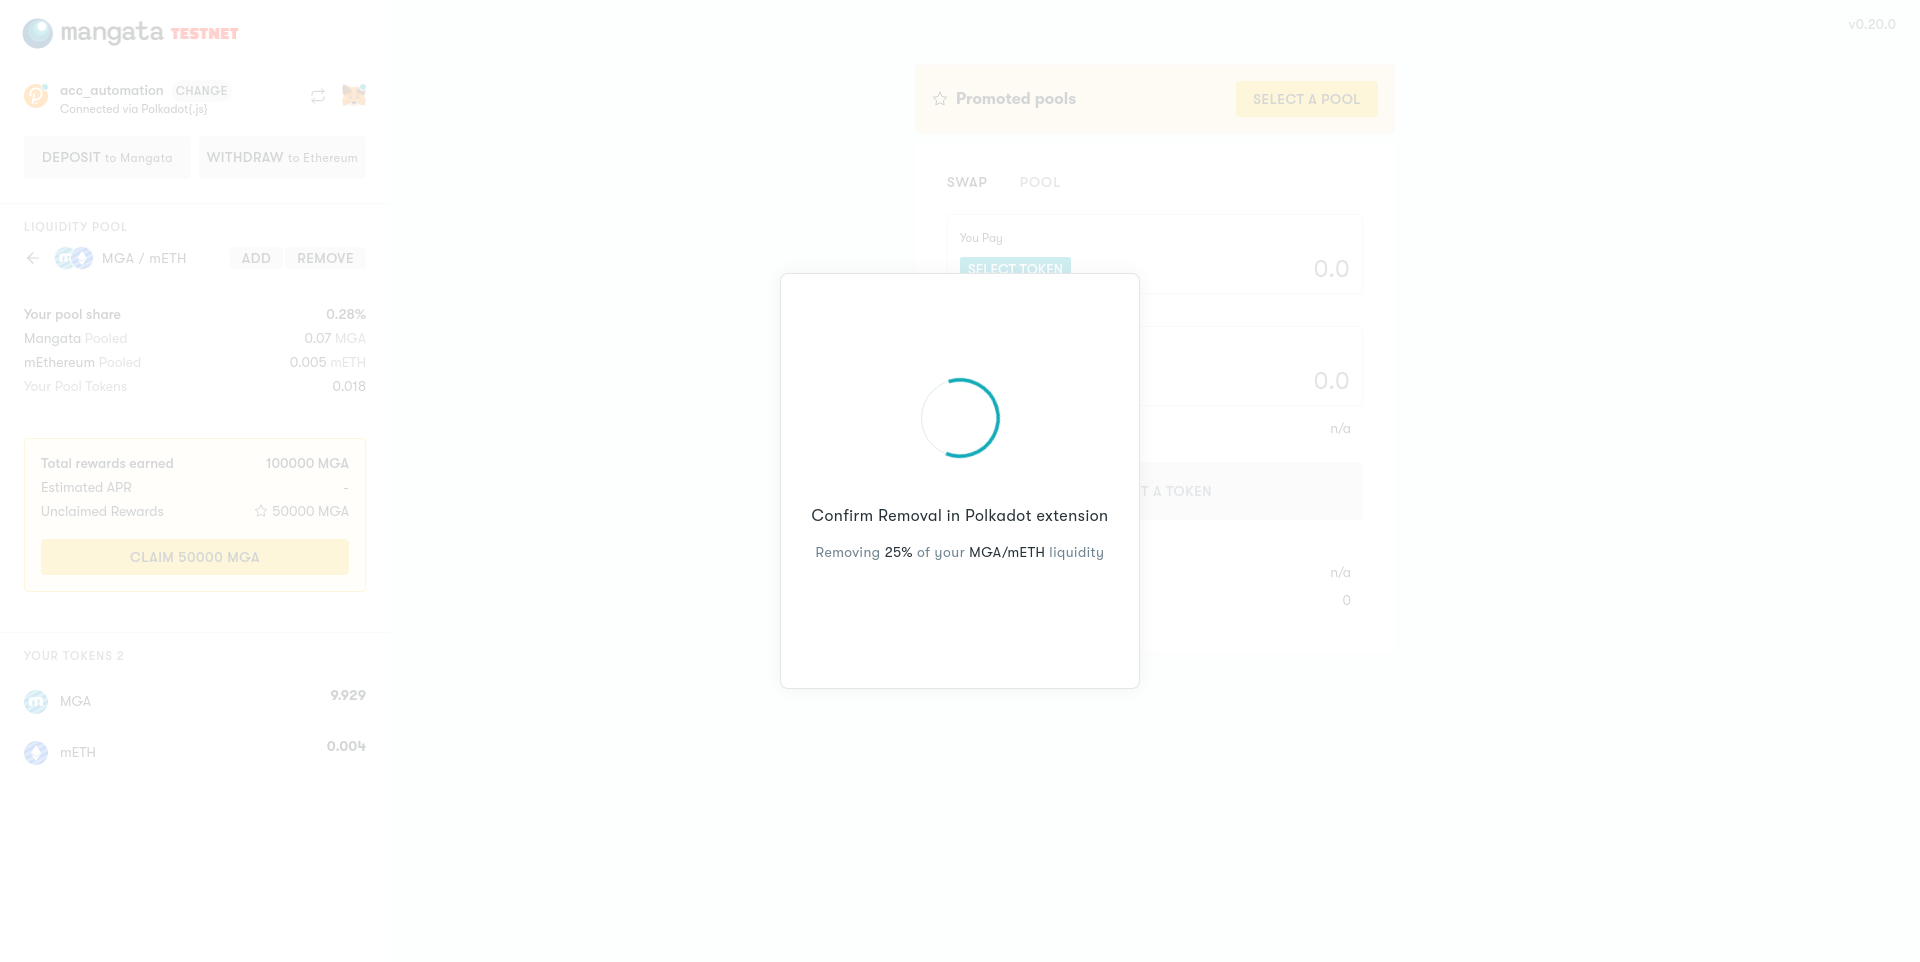 mangata TESTNET
v0.20.0
acc_automation CHANGE
Connected via Polkadot{.js}
DEPOSIT to Mangata
WITHDRAW to Ethereum
LIQUIDITY POOL
MGA / mETH
ADD
REMOVE
Your pool share 0.28%
Mangata Pooled 0.07 MGA
mEthereum Pooled 0.005 mETH
Your Pool Tokens 0.018
Total rewards earned 100000 MGA
Estimated APR -
Unclaimed Rewards 50000 MGA
CLAIM 50000 MGA
YOUR TOKENS 2
MGA 9.929
mETH 0.004
Promoted pools
SELECT A POOL
SWAP
POOL
You Pay
SELECT TOKEN
0.0
0.0
n/a
T A TOKEN
n/a
0
Confirm Removal in Polkadot extension
Removing 25% of your MGA/mETH liquidity